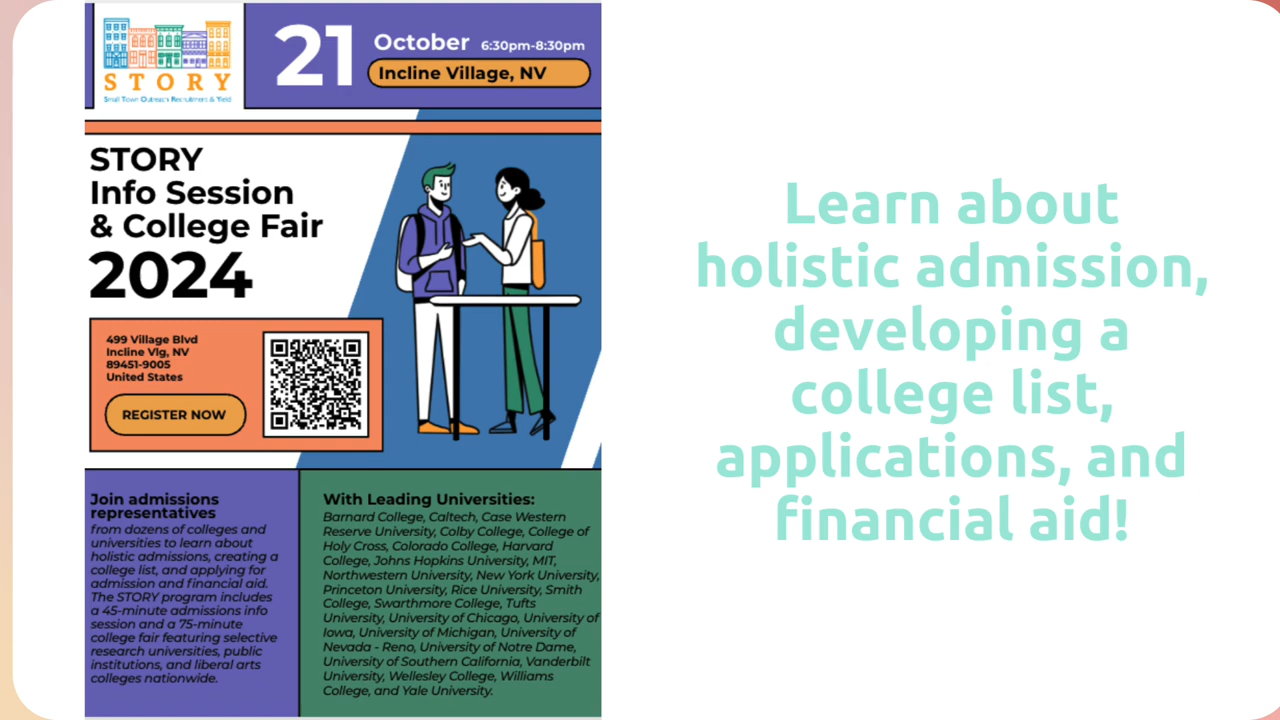 STORY
Small Town Outreach Recruitment & Yield
21
October 6:30pm-8:30pm
Incline Village, NV
STORY
Info Session
& College Fair
2024
499 Village Blvd
Incline Vlg, NV
89451-9005
United States
REGISTER NOW
Join admissions
representatives
from dozens of colleges and
universities to learn about
holistic admissions, creating a
college list, and applying for
admission and financial aid.
The STORY program includes
a 45-minute admissions info
session and a 75-minute
college fair featuring selective
research universities, public
institutions, and liberal arts
colleges nationwide.
With Leading Universities:
Barnard College, Caltech, Case Western
Reserve University, Colby College, College of
Holy Cross, Colorado College, Harvard
College, Johns Hopkins University, MIT,
Northwestern University, New York University,
Princeton University, Rice University, Smith
College, Swarthmore College, Tufts
University, University of Chicago, University of
Iowa, University of Michigan, University of
Nevada - Reno, University of Notre Dame,
University of Southern California, Vanderbilt
University, Wellesley College, Williams
College, and Yale University.
Learn about
holistic admission,
developing a
college list,
applications, and
financial aid!